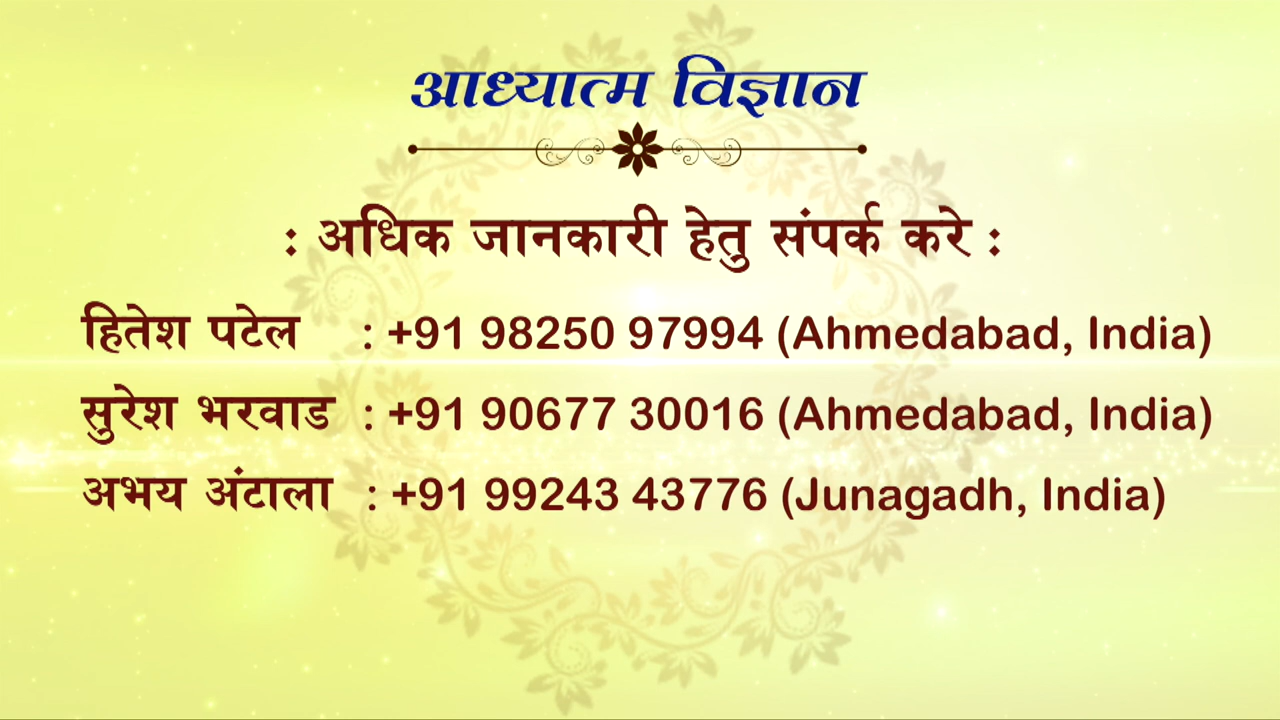 आध्यात्म विज्ञान
: अधिक जानकारी हेतु संपर्क करे :
हितेश पटेल : +91 98250 97994 (Ahmedabad, India)
सुरेश भरवाड : +91 90677 30016 (Ahmedabad, India)
अभय अंटाला : +91 99243 43776 (Junagadh, India)